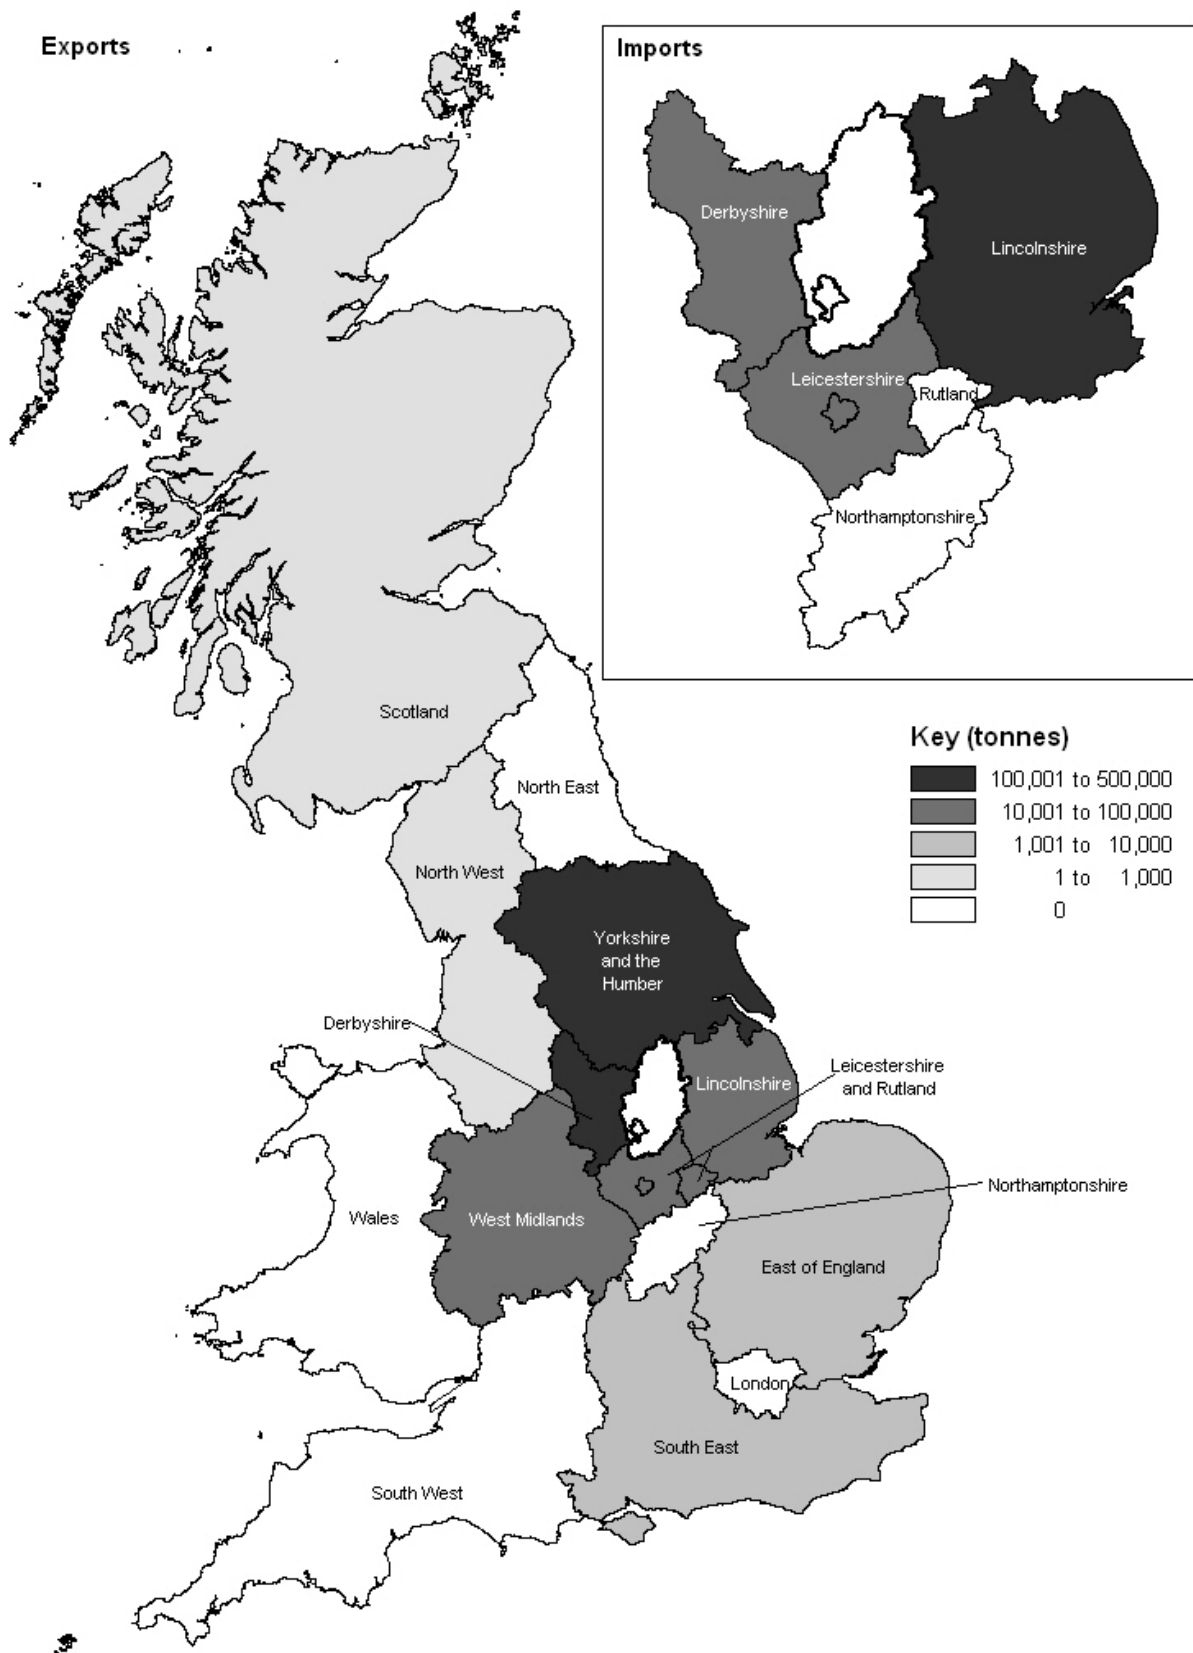 Exports
Imports
Derbyshire
Lincolnshire
Leicestershire
Rutland
Northamptonshire
Scotland
North East
North West
Key (tonnes)
100,001 to 500,000
10,001 to 100,000
1,001 to 10,000
1 to 1,000
0
Yorkshire
and the
Humber
Derbyshire
Lincolnshire
Leicestershire
and Rutland
Northamptonshire
Wales
West Midlands
East of England
London
South East
South West